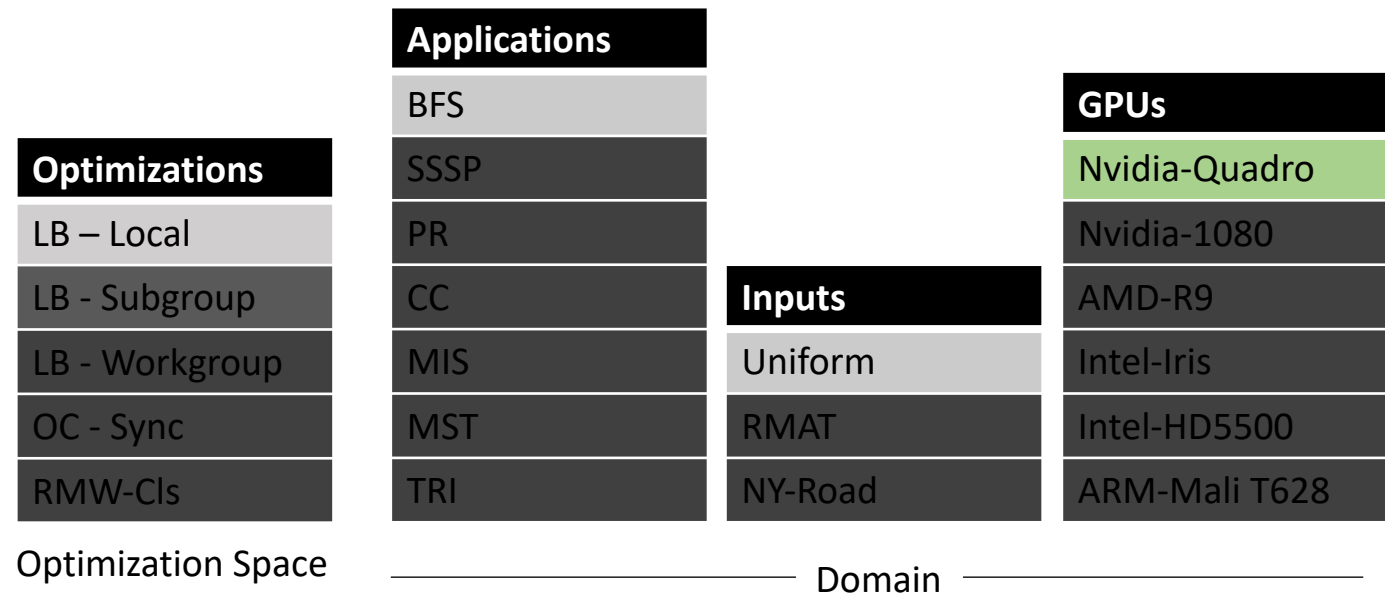 Optimizations
LB – Local
LB - Subgroup
LB - Workgroup
OC - Sync
RMW-Cls
Optimization Space
Applications
BFS
SSSP
PR
CC
MIS
MST
TRI
Inputs
Uniform
RMAT
NY-Road
GPUs
Nvidia-Quadro
Nvidia-1080
AMD-R9
Intel-Iris
Intel-HD5500
ARM-Mali T628
Domain